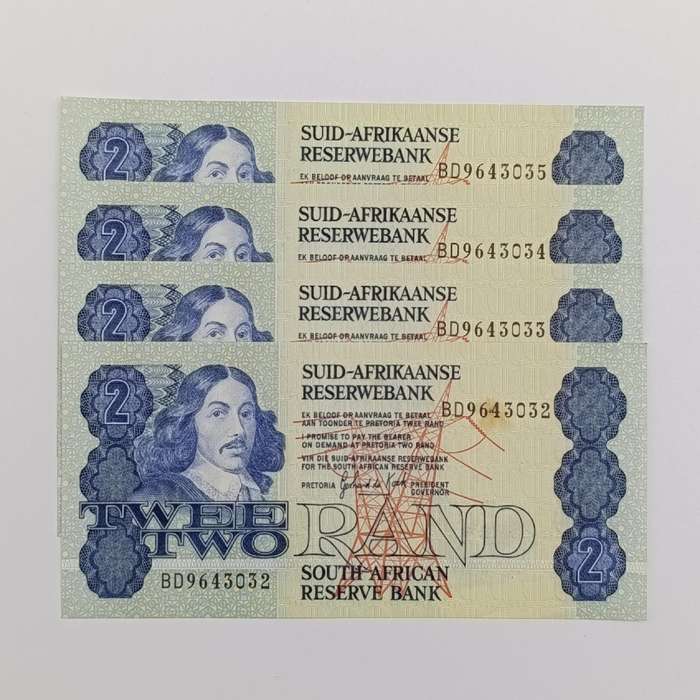 2
SUID-AFRIKAANSE
RESERWEBANK
EK BELOOF OP AANVRAAG TE BETAAL
BD9643035
2
SUID-AFRIKAANSE
RESERWEBANK
EK BELOOF OP AANVRAAG TE BETAAL
BD9643034
2
SUID-AFRIKAANSE
RESERWEBANK
EK BELOOF OP AANVRAAG TE BETAAL
BD9643033
2
SUID-AFRIKAANSE
RESERWEBANK
EK BELOOF OP AANVRAAG TE BETAAL
BD9643032
AAN TOONDER TE PRETORIA TWEE RAND
I PROMISE TO PAY THE BEARER
ON DEMAND AT PRETORIA TWO RAND
VIR DIE SUID-AFRIKAANSE RESERWEBANK
FOR THE SOUTH AFRICAN RESERVE BANK
PRETORIA
PRESIDENT
GOVERNOR
TWEE
TWO
RAND
2
BD9643032
SOUTH AFRICAN
RESERVE BANK